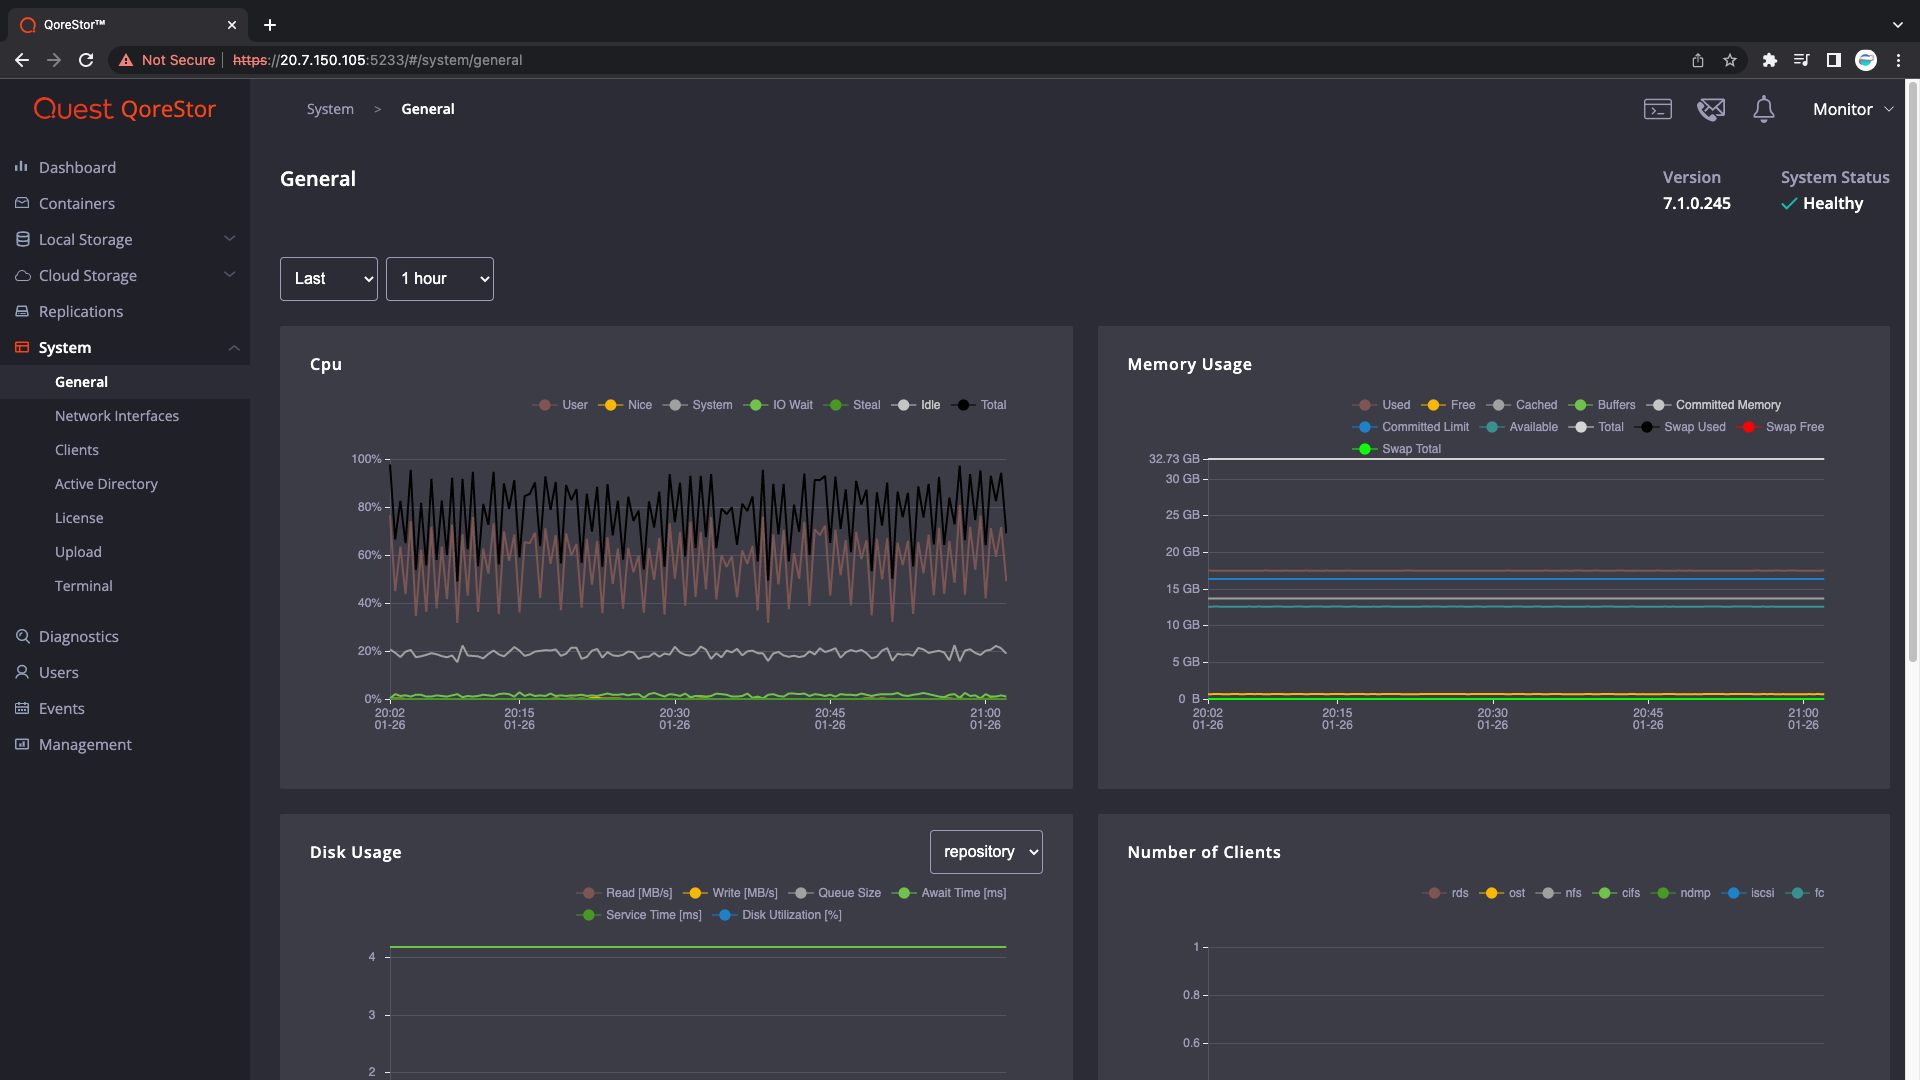 QoreStor™
Not Secure https://20.7.150.105:5233/#/system/general
Quest QoreStor
System > General
Monitor
Dashboard
Containers
Local Storage
Cloud Storage
Replications
System
General
Network Interfaces
Clients
Active Directory
License
Upload
Terminal
Diagnostics
Users
Events
Management
General
Version
7.1.0.245
System Status
Healthy
Last
1 hour
Cpu
User Nice System IO Wait Steal Idle Total
100%
80%
60%
40%
20%
0%
20:02 20:15 20:30 20:45 21:00
01-26 01-26 01-26 01-26 01-26
Memory Usage
Used Free Cached Buffers Committed Memory
Committed Limit Available Total Swap Used Swap Free
Swap Total
32.73 GB
30 GB
25 GB
20 GB
15 GB
10 GB
5 GB
0 B
20:02 20:15 20:30 20:45 21:00
01-26 01-26 01-26 01-26 01-26
Disk Usage
repository
Read [MB/s] Write [MB/s] Queue Size Await Time [ms]
Service Time [ms] Disk Utilization [%]
4
3
2
Number of Clients
rds ost nfs cifs ndmp iscsi fc
1
0.8
0.6